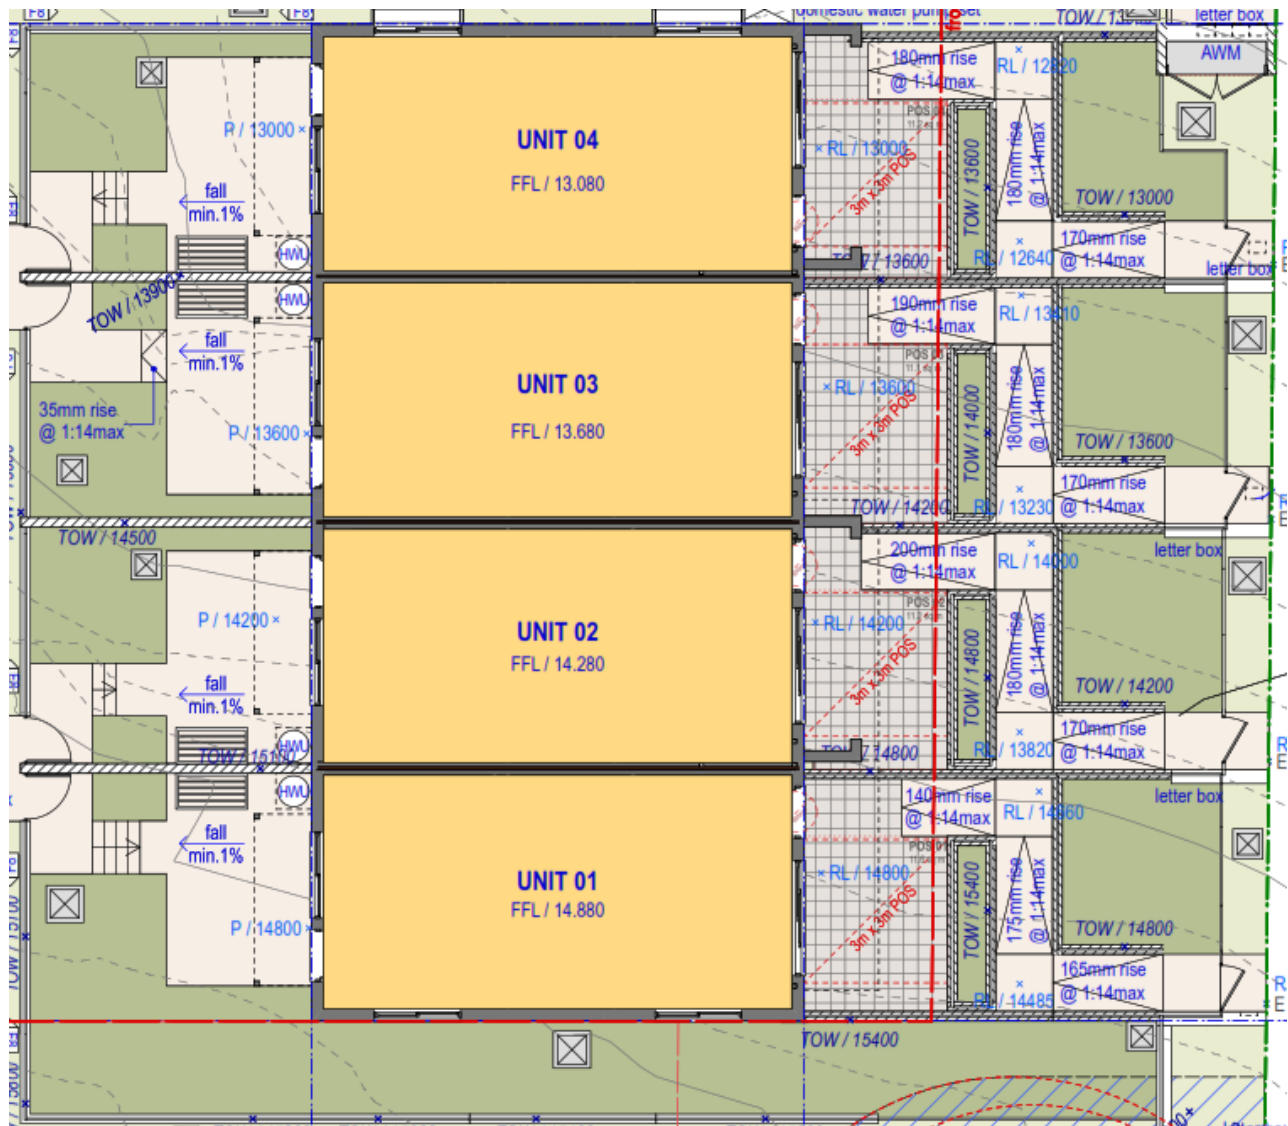 F8
domestic water pump set
letter box
AWM
180mm rise
@ 1:14max
RL / 12820
P / 13000
UNIT 04
FFL / 13.080
RL / 13000
3m x 3m POS
TOW / 13600
180mm rise
@ 1:14max
TOW / 13000
fall
min.1%
HWU
RL / 12640
170mm rise
@ 1:14max
letter box
TOW / 13900
HWU
190mm rise
@ 1:14max
RL / 13410
fall
min.1%
UNIT 03
FFL / 13.680
RL / 13600
3m x 3m POS
TOW / 14000
180mm rise
@ 1:14max
TOW / 13600
35mm rise
@ 1:14max
P / 13600
RL / 13230
170mm rise
@ 1:14max
TOW / 14200
TOW / 14500
200mm rise
@ 1:14max
RL / 14000
letter box
P / 14200
UNIT 02
FFL / 14.280
RL / 14200
3m x 3m POS
TOW / 14800
180mm rise
@ 1:14max
TOW / 14200
fall
min.1%
HWU
TOW / 15100
RL / 13820
170mm rise
@ 1:14max
HWU
140mm rise
@ 1:14max
letter box
fall
min.1%
UNIT 01
FFL / 14.880
RL / 14800
3m x 3m POS
TOW / 15400
175mm rise
@ 1:14max
TOW / 14800
P / 14800
RL / 14485
165mm rise
@ 1:14max
TOW / 15700
TOW / 15400